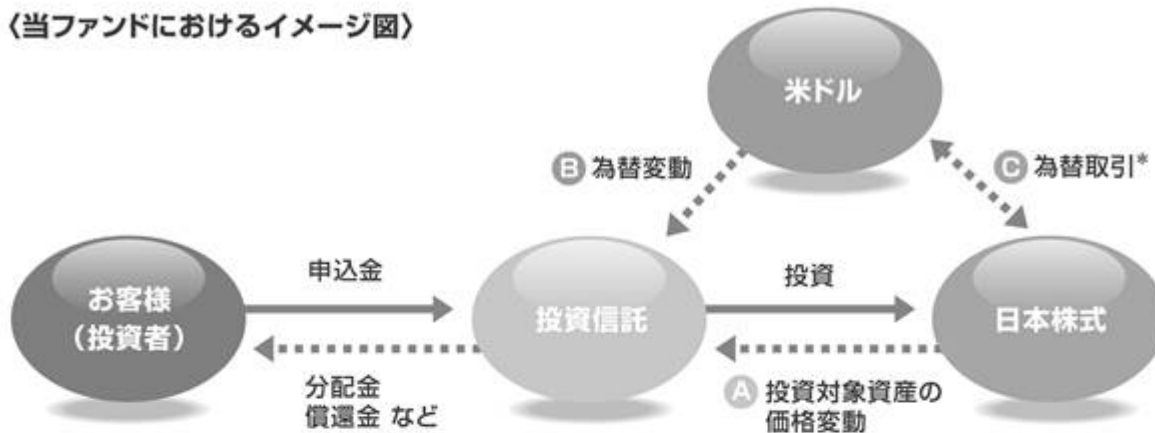 〈当ファンドにおけるイメージ図〉
米ドル
B 為替変動
C 為替取引*
お客様
（投資者）
申込金
投資信託
投資
日本株式
分配金
償還金 など
A 投資対象資産の
価格変動